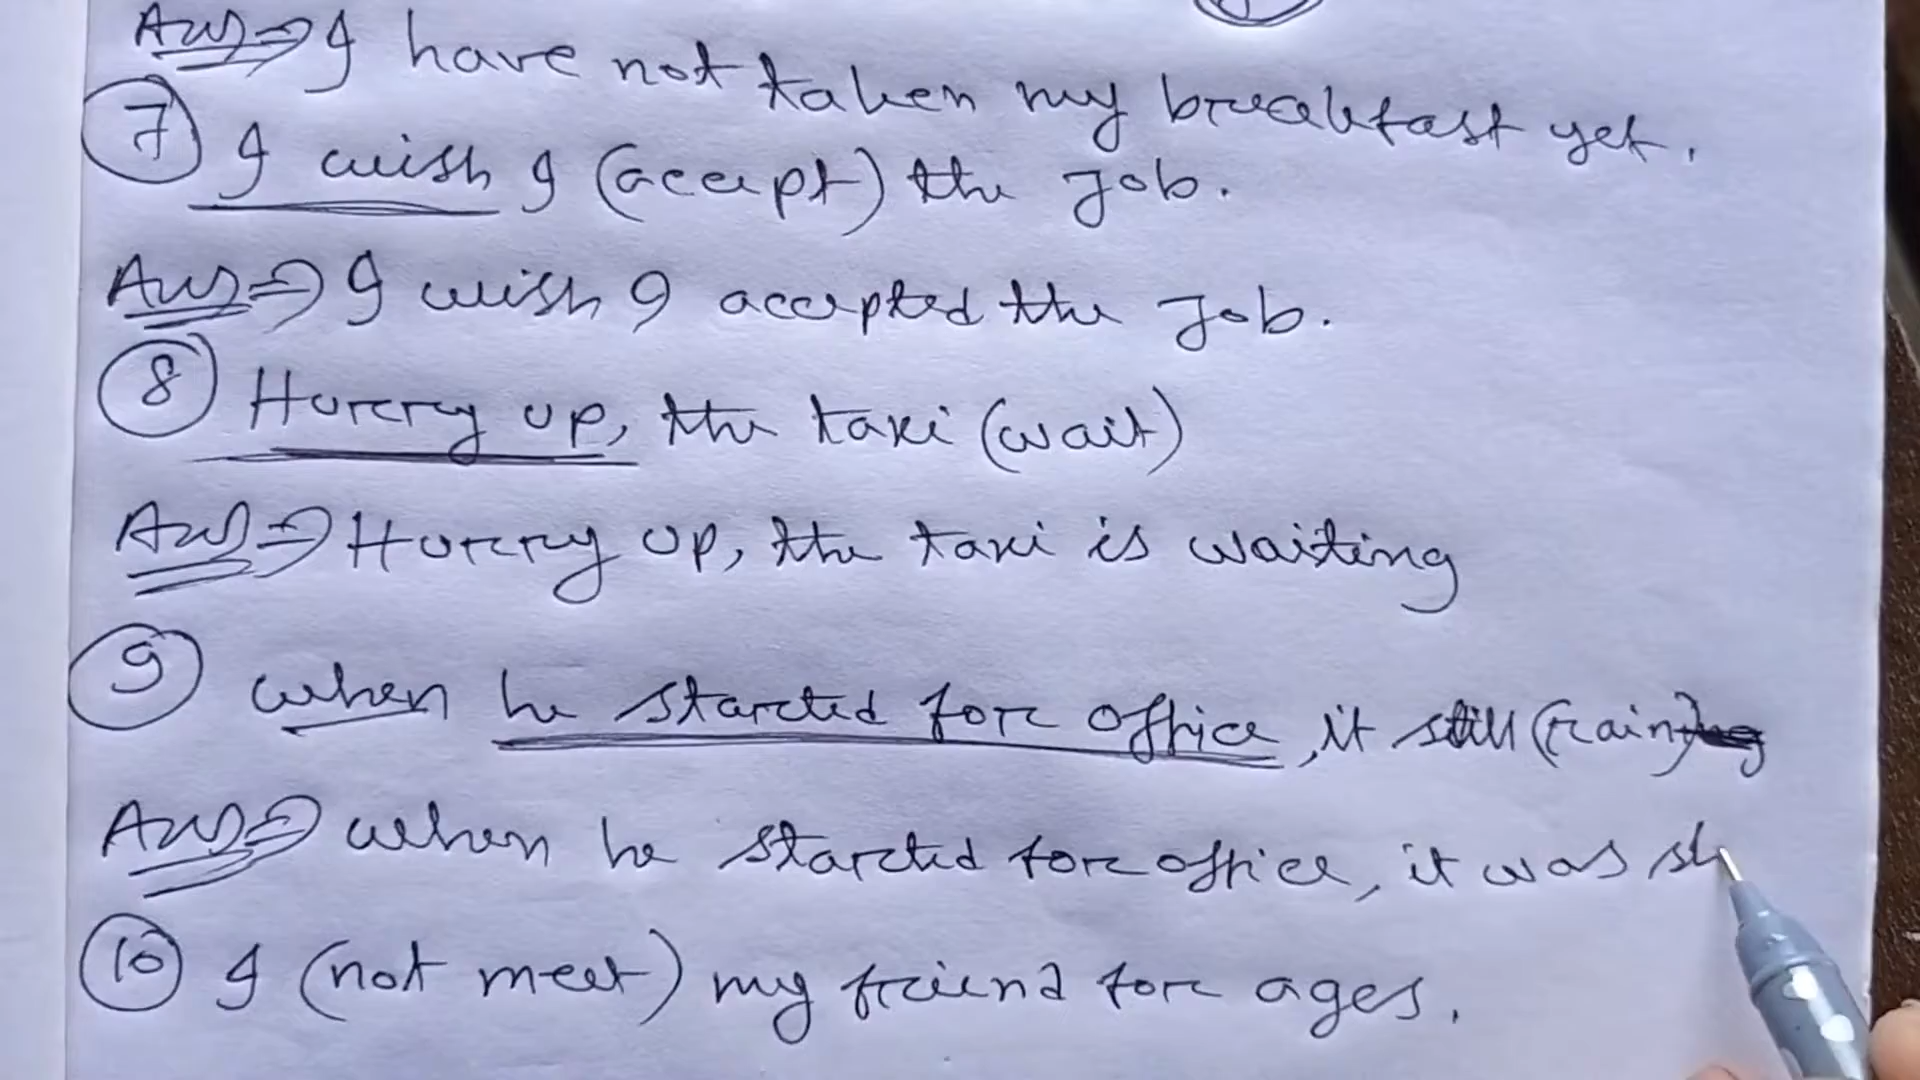 Ans⇒ I have not taken my breakfast yet.
7 I wish I (accept) the job.
Ans⇒ I wish I accepted the job.
8 Hurry up, the taxi (wait)
Ans⇒ Hurry up, the taxi is waiting
9 when he started for office, it still (rain)
Ans⇒ when he started for office, it was
10 I (not meet) my friend for ages.